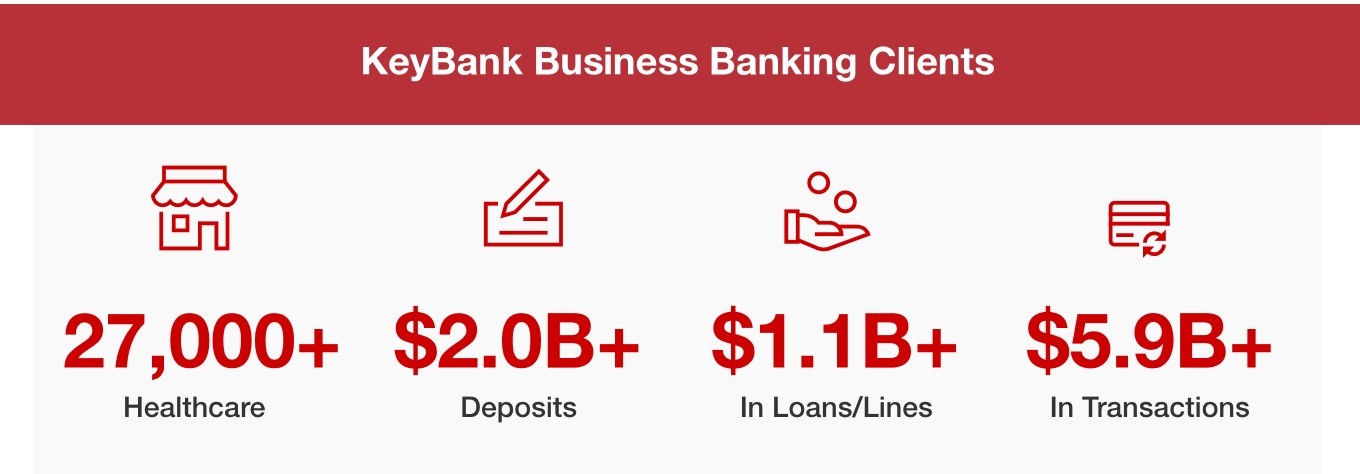 KeyBank Business Banking Clients
27,000+
Healthcare
$2.0B+
Deposits
$1.1B+
In Loans/Lines
$5.9B+
In Transactions